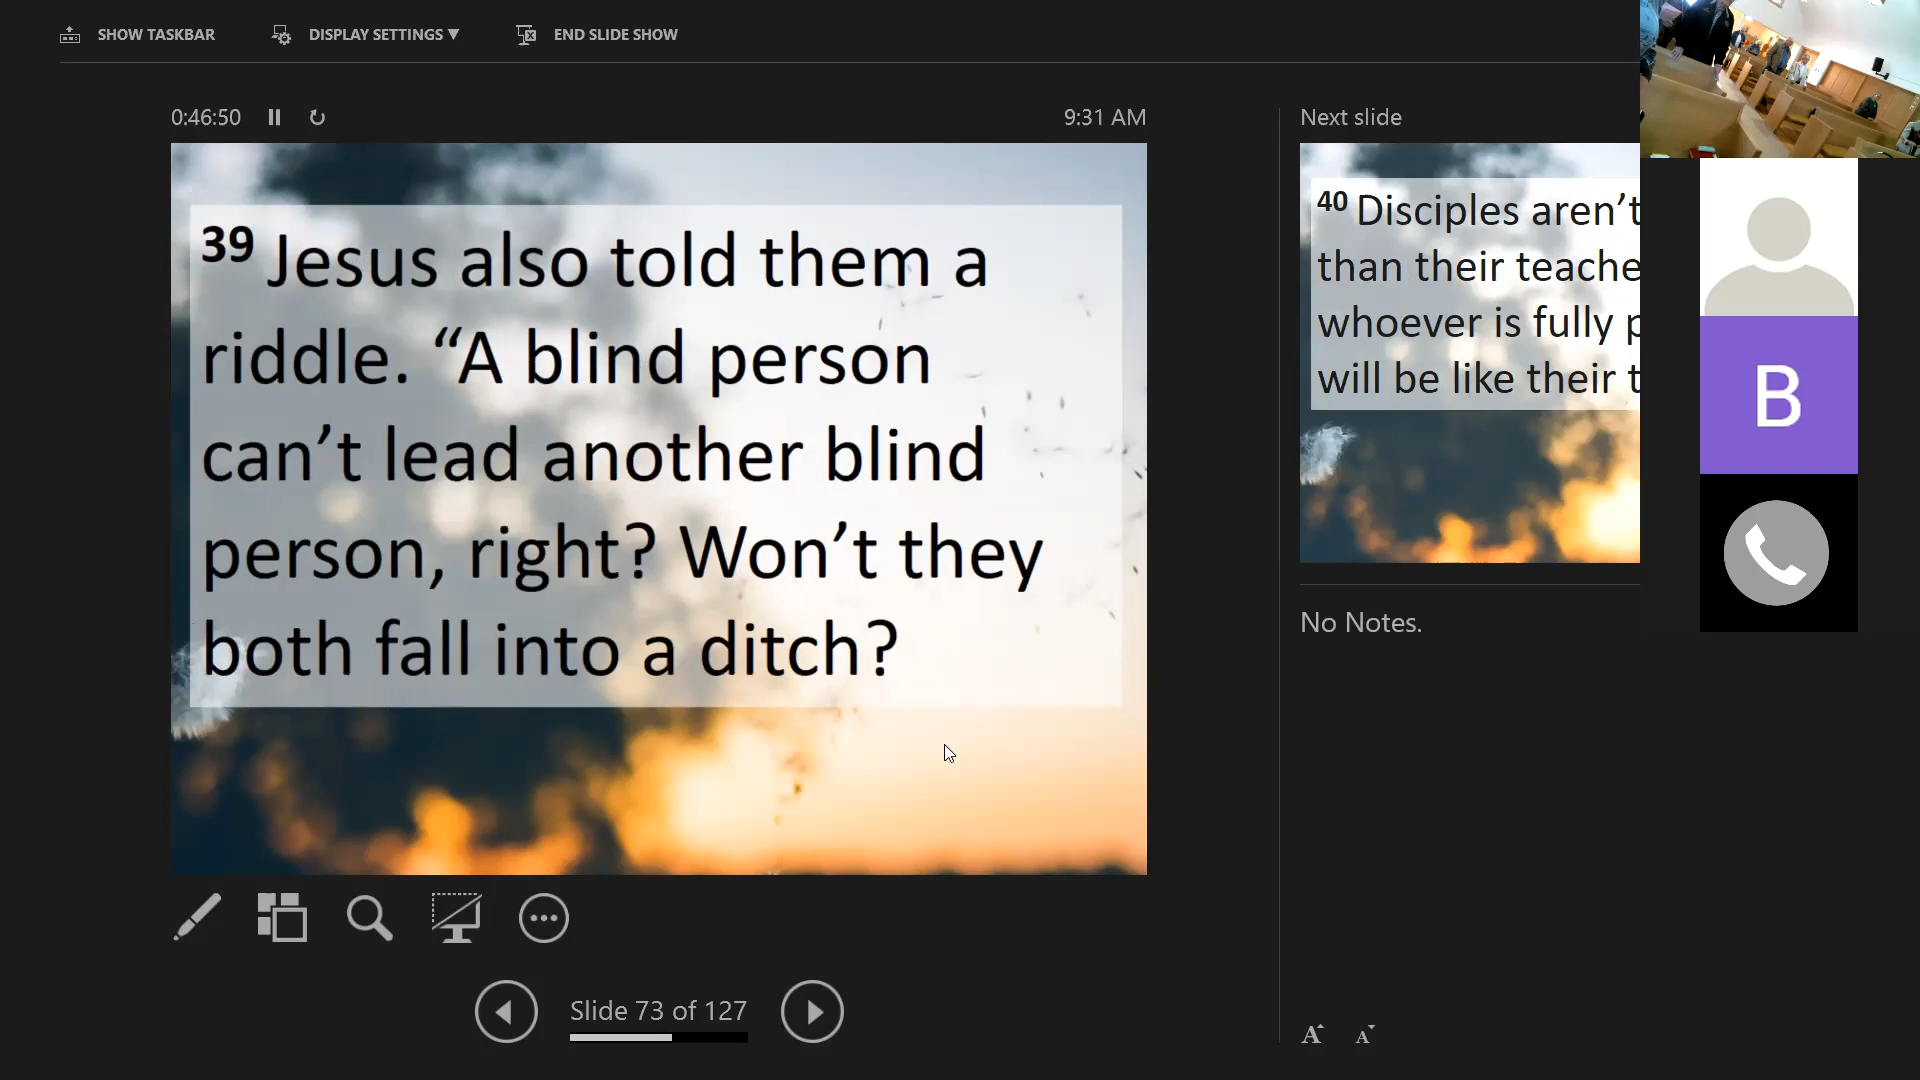 SHOW TASKBAR
DISPLAY SETTINGS ▼
END SLIDE SHOW
0:46:50
9:31 AM
39 Jesus also told them a
riddle. “A blind person
can’t lead another blind
person, right? Won’t they
both fall into a ditch?
Slide 73 of 127
Next slide
40 Disciples aren’t
than their teache
whoever is fully p
will be like their t
No Notes.
A A
B